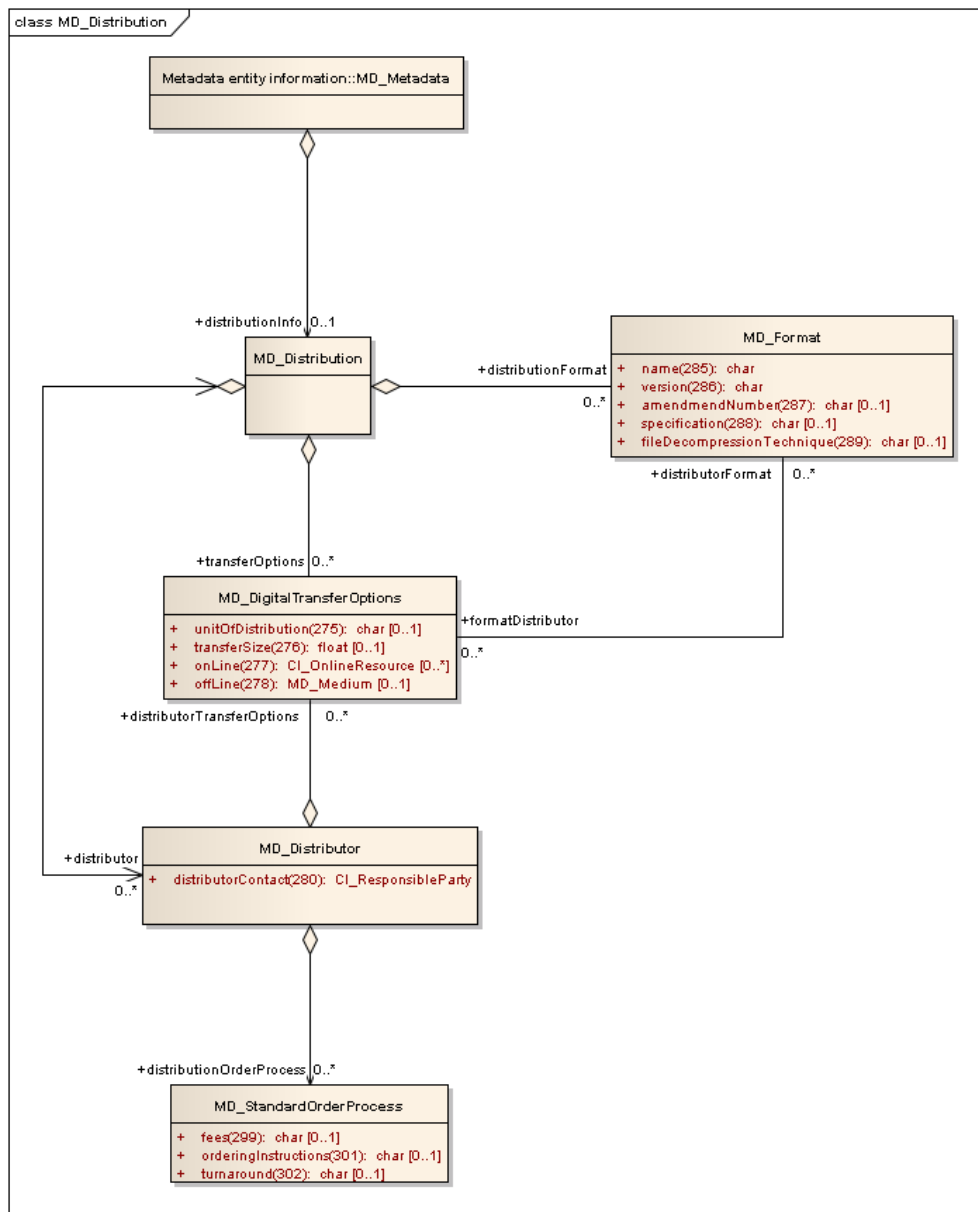 class MD_Distribution
Metadata entity information::MD_Metadata
+distributionInfo 0..1
MD_Distribution
+distributionFormat
0..*
MD_Format
+ name(285): char
+ version(286): char
+ amendmendNumber(287): char [0..1]
+ specification(288): char [0..1]
+ fileDecompressionTechnique(289): char [0..1]
+distributorFormat 0..*
+transferOptions 0..*
MD_DigitalTransferOptions
+ unitOfDistribution(275): char [0..1]
+ transferSize(276): float [0..1]
+ onLine(277): CI_OnlineResource [0..*]
+ offLine(278): MD_Medium [0..1]
+formatDistributor
0..*
+distributorTransferOptions 0..*
+distributor
0..*
MD_Distributor
+ distributorContact(280): CI_ResponsibleParty
+distributionOrderProcess 0..*
MD_StandardOrderProcess
+ fees(299): char [0..1]
+ orderingInstructions(301): char [0..1]
+ turnaround(302): char [0..1]